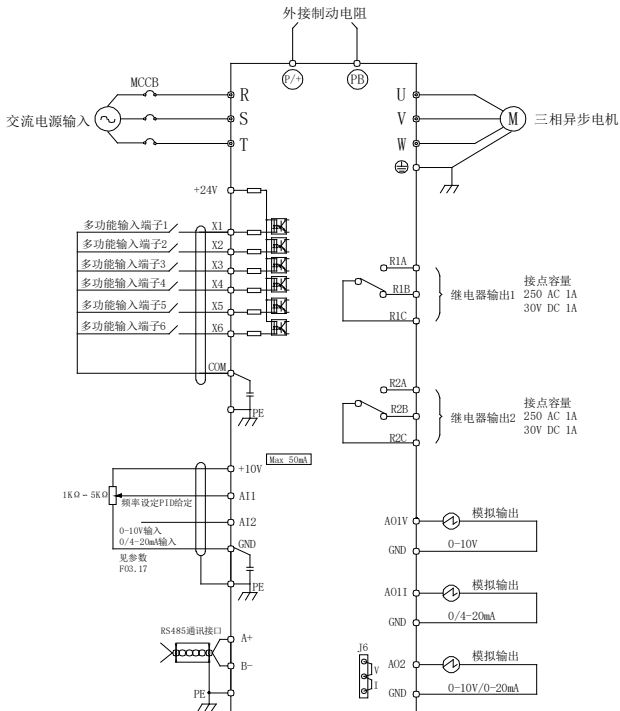 外接制动电阻
P/+
PB
MCCB
交流电源输入
R
S
T
U
V
W
M
三相异步电机
+24V
多功能输入端子1
X1
多功能输入端子2
X2
多功能输入端子3
X3
多功能输入端子4
X4
多功能输入端子5
X5
多功能输入端子6
X6
COM
PE
R1A
R1B
R1C
继电器输出1
接点容量
250 AC 1A
30V DC 1A
R2A
R2B
R2C
继电器输出2
接点容量
250 AC 1A
30V DC 1A
+10V
Max 50mA
1KΩ-5KΩ
频率设定PID给定
AI1
AI2
0-10V输入
0/4-20mA输入
GND
见参数
F03.17
PE
AO1V
模拟输出
GND
0-10V
AO1I
模拟输出
GND
0/4-20mA
RS485通讯接口
A+
B-
PE
J6
V
I
AO2
模拟输出
GND
0-10V/0-20mA